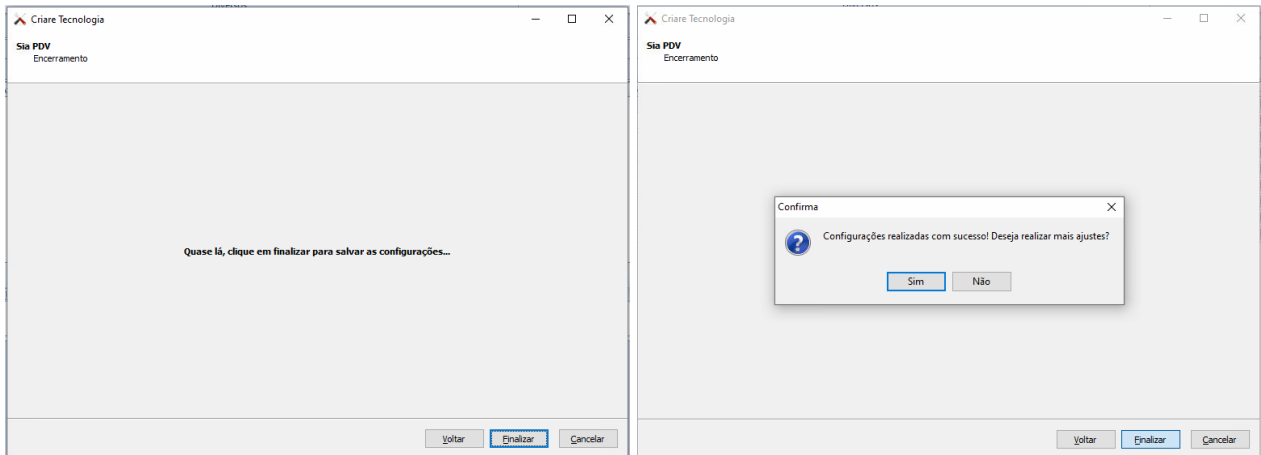 Criare Tecnologia
Sia PDV
Encerramento
Quase lá, clique em finalizar para salvar as configurações...
Voltar Finalizar Cancelar
Criare Tecnologia
Sia PDV
Encerramento
Confirma
Configurações realizadas com sucesso! Deseja realizar mais ajustes?
Sim Não
Voltar Finalizar Cancelar